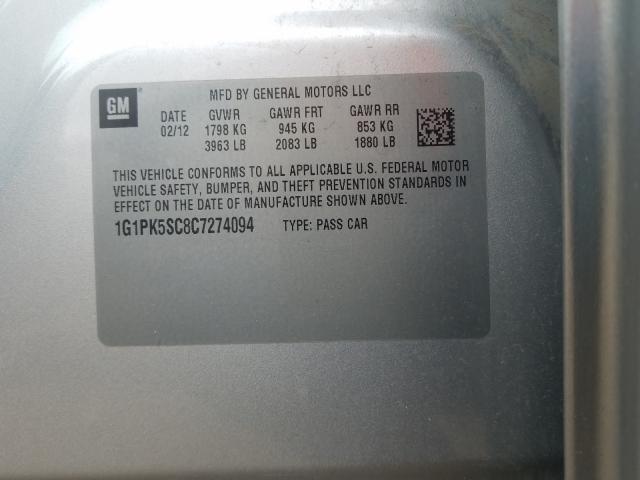 GM
MFD BY GENERAL MOTORS LLC
DATE GVWR GAWR FRT GAWR RR
02/12 1798 KG 945 KG 853 KG
3963 LB 2083 LB 1880 LB
THIS VEHICLE CONFORMS TO ALL APPLICABLE U.S. FEDERAL MOTOR
VEHICLE SAFETY, BUMPER, AND THEFT PREVENTION STANDARDS IN
EFFECT ON THE DATE OF MANUFACTURE SHOWN ABOVE.
1G1PK5SC8C7274094 TYPE: PASS CAR